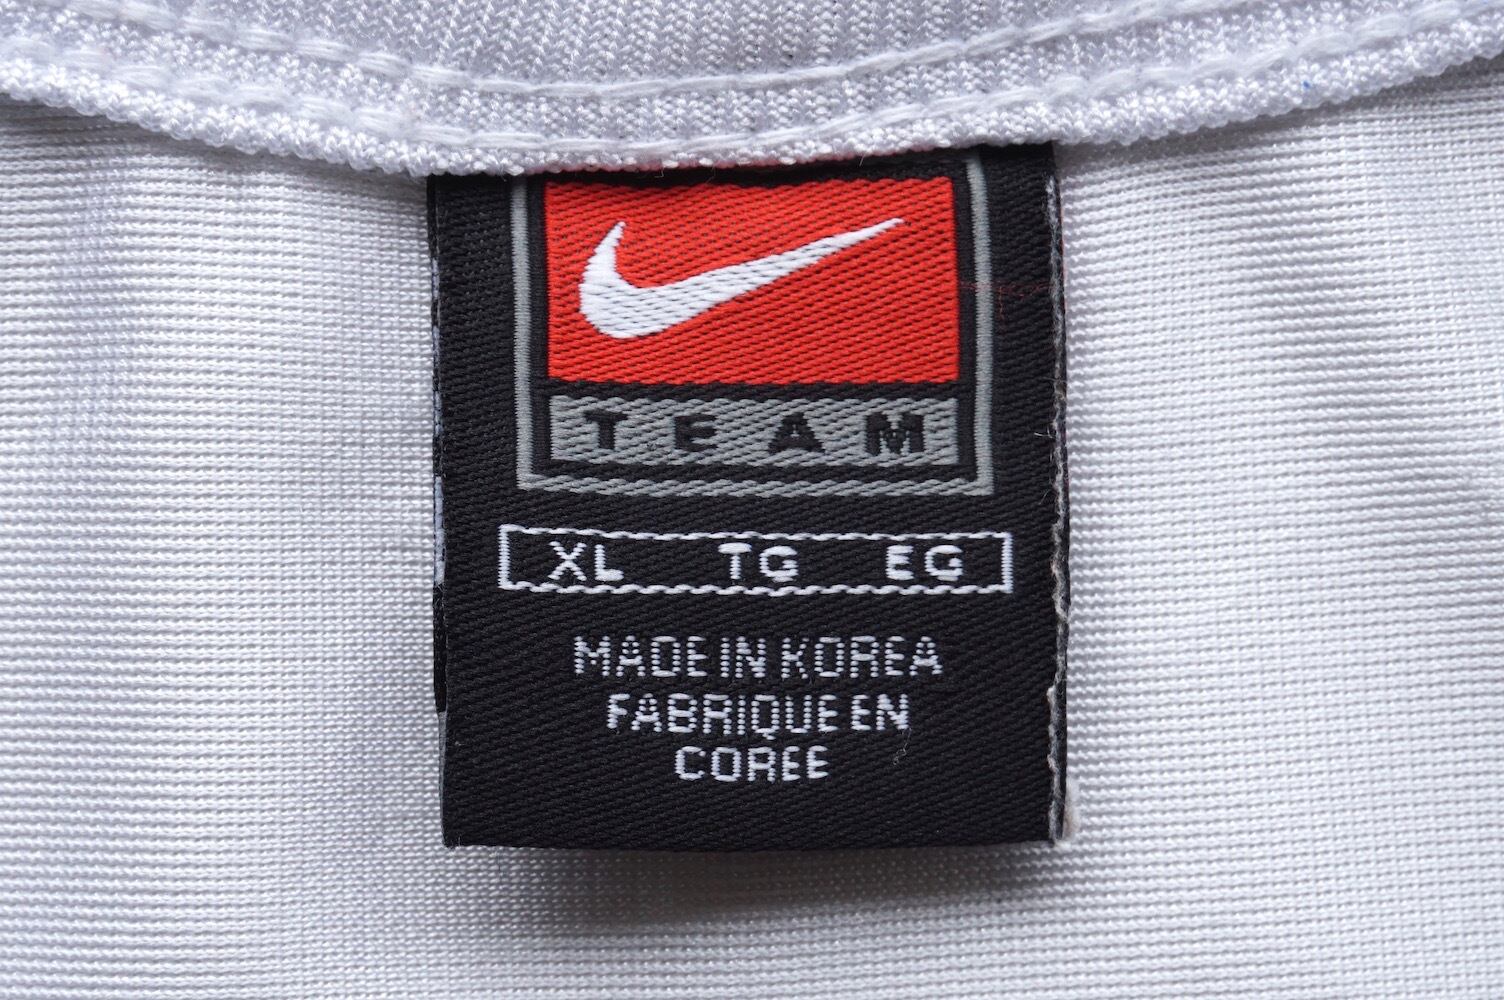 TEAM
XL TG EG
MADE IN KOREA
FABRIQUE EN
COREE